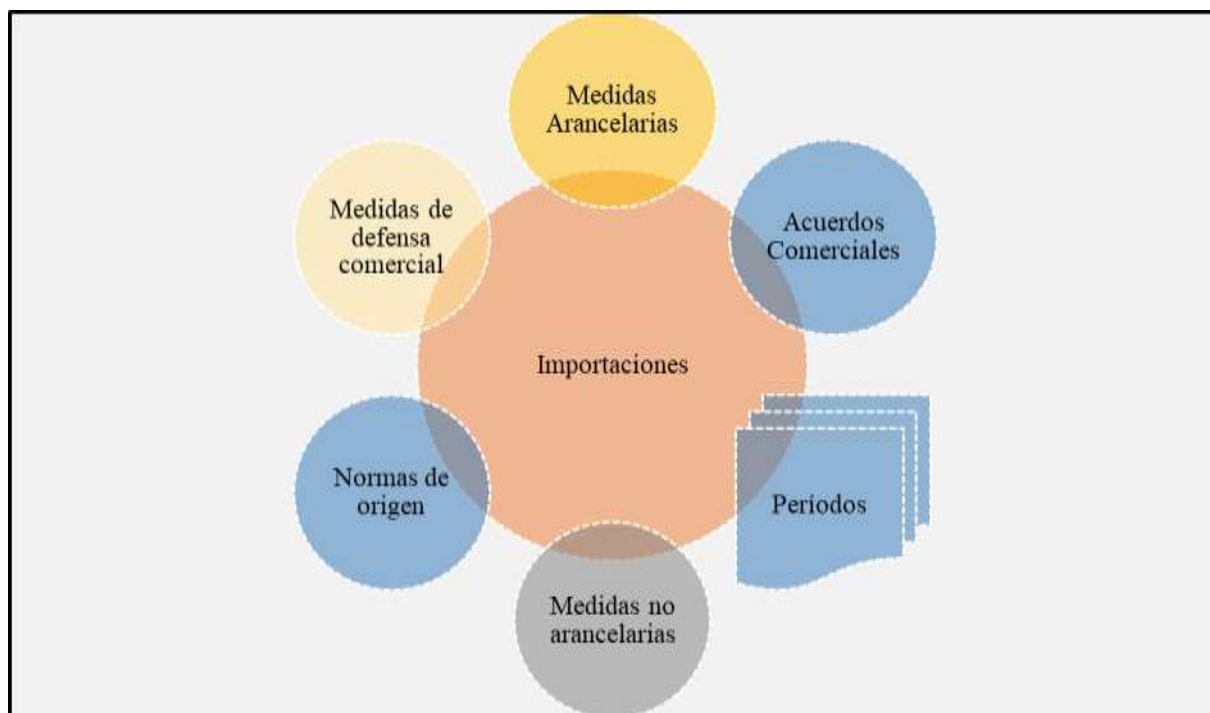 Medidas
Arancelarias
Medidas de
defensa
comercial
Acuerdos
Comerciales
Importaciones
Normas de
origen
Períodos
Medidas no
arancelarias